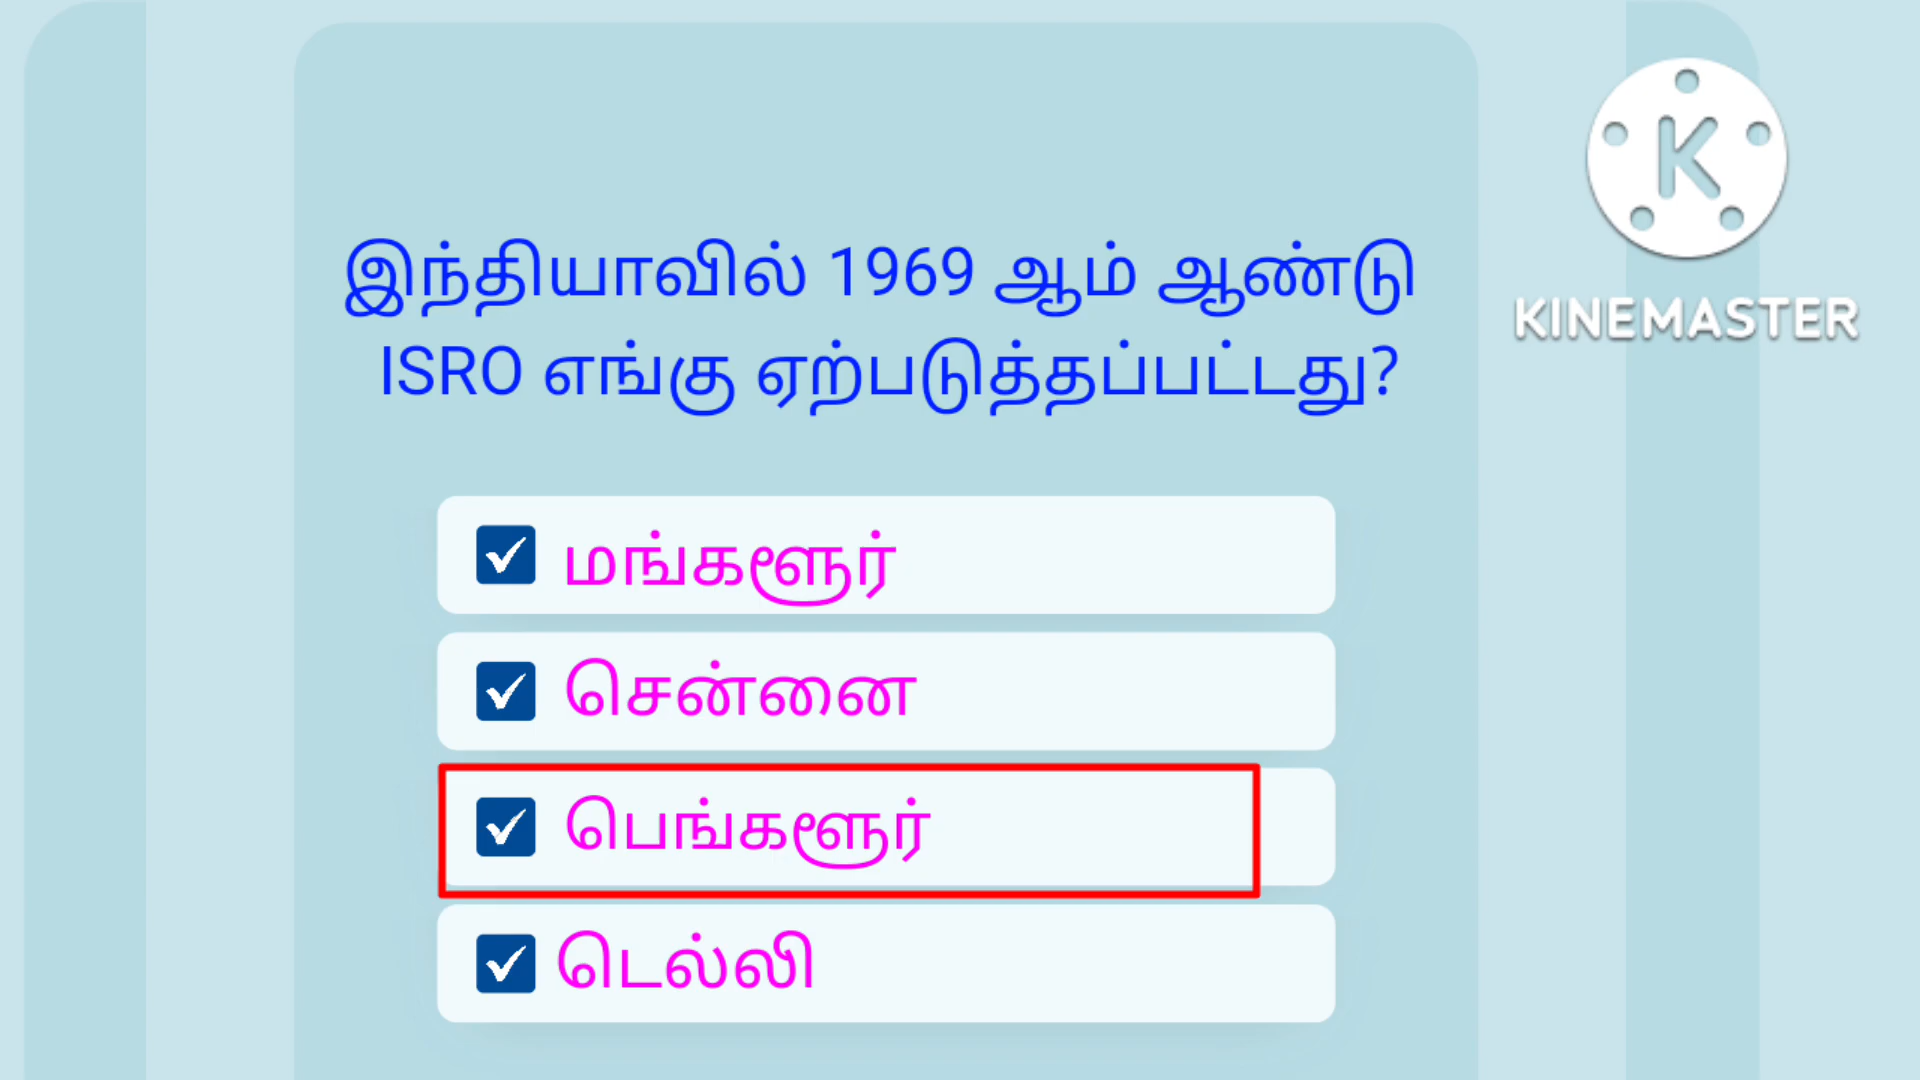 இந்தியாவில் 1969 ஆம் ஆண்டு
ISRO எங்கு ஏற்படுத்தப்பட்டது?
மங்களூர்
சென்னை
பெங்களூர்
டெல்லி
K
KINEMASTER